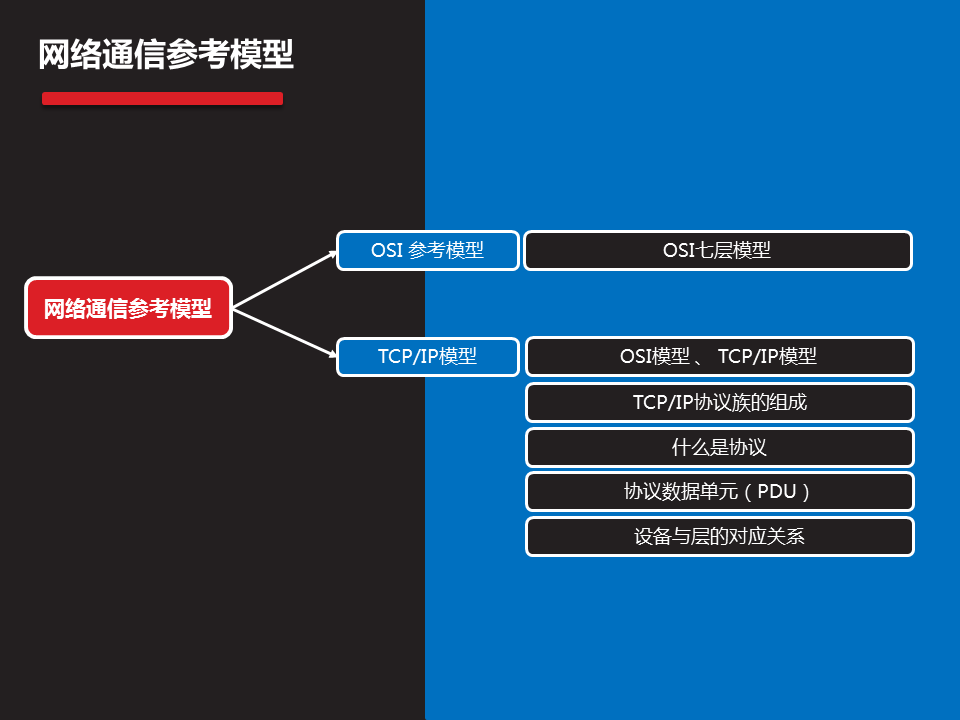 网络通信参考模型
网络通信参考模型
OSI 参考模型
OSI七层模型
TCP/IP模型
OSI模型 、 TCP/IP模型
TCP/IP协议族的组成
什么是协议
协议数据单元（PDU）
设备与层的对应关系